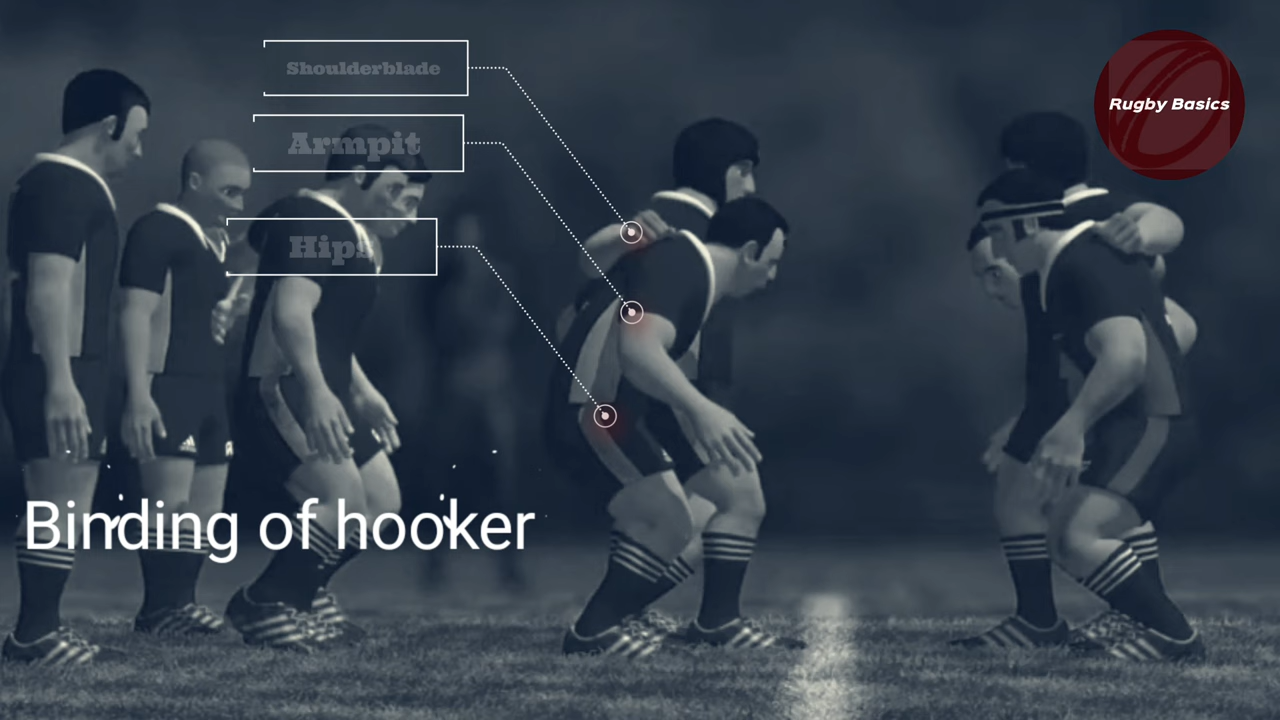 Shoulderblade
Rugby Basics
Armpit
Hips
Binding of hooker